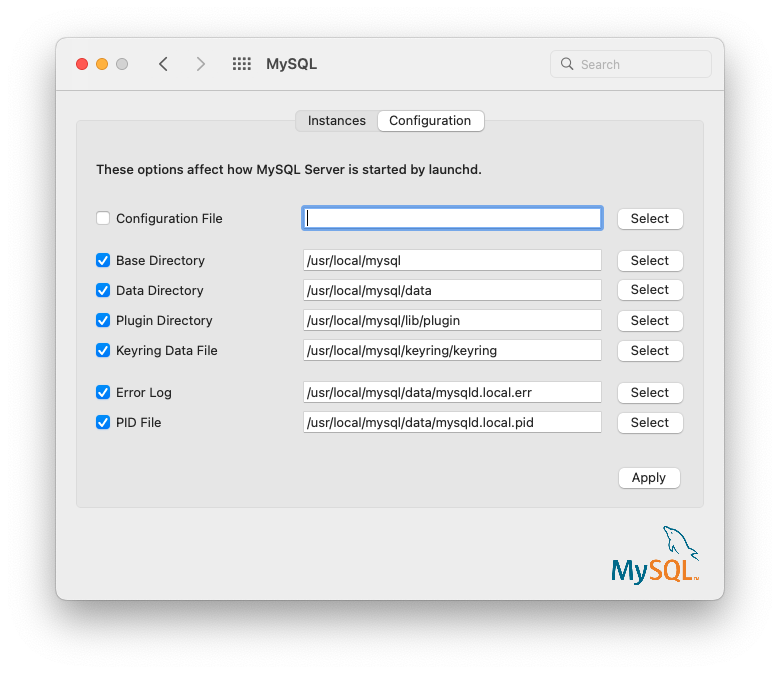 MySQL
Search
Instances
Configuration
These options affect how MySQL Server is started by launchd.
Configuration File
Select
Base Directory
/usr/local/mysql
Select
Data Directory
/usr/local/mysql/data
Select
Plugin Directory
/usr/local/mysql/lib/plugin
Select
Keyring Data File
/usr/local/mysql/keyring/keyring
Select
Error Log
/usr/local/mysql/data/mysqld.local.err
Select
PID File
/usr/local/mysql/data/mysqld.local.pid
Select
Apply
MySQL™